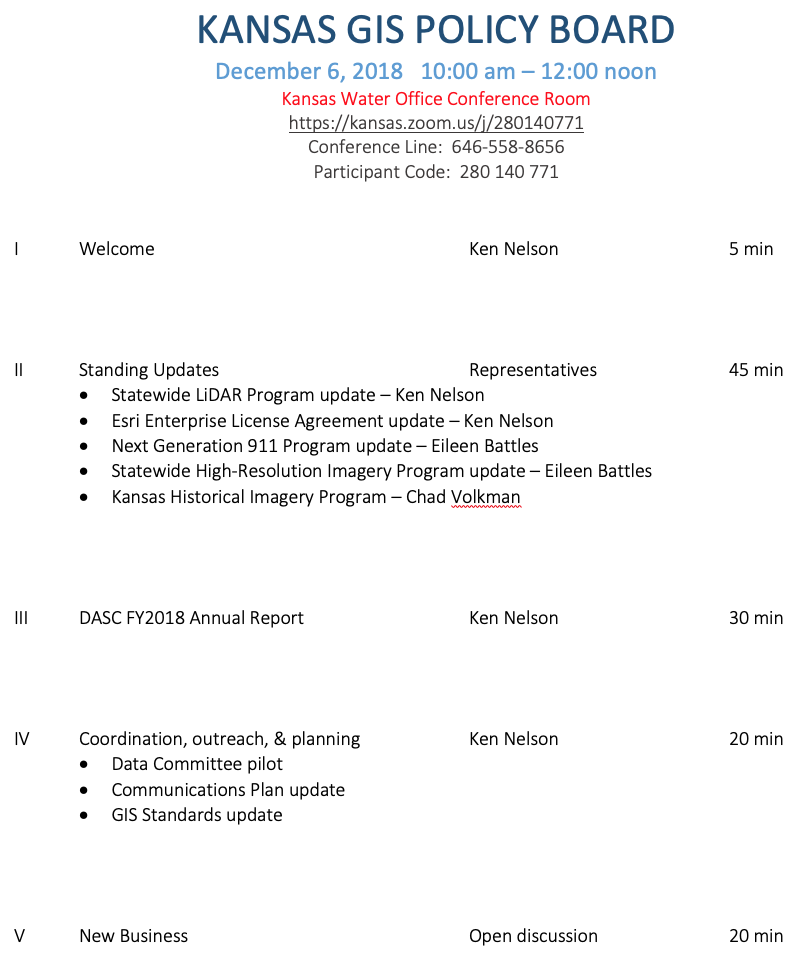 KANSAS GIS POLICY BOARD
December 6, 2018 10:00 am – 12:00 noon
Kansas Water Office Conference Room
https://kansas.zoom.us/j/280140771
Conference Line: 646-558-8656
Participant Code: 280 140 771
I Welcome Ken Nelson 5 min
II Standing Updates Representatives 45 min
• Statewide LiDAR Program update – Ken Nelson
• Esri Enterprise License Agreement update – Ken Nelson
• Next Generation 911 Program update – Eileen Battles
• Statewide High-Resolution Imagery Program update – Eileen Battles
• Kansas Historical Imagery Program – Chad Volkman
III DASC FY2018 Annual Report Ken Nelson 30 min
IV Coordination, outreach, & planning Ken Nelson 20 min
• Data Committee pilot
• Communications Plan update
• GIS Standards update
V New Business Open discussion 20 min